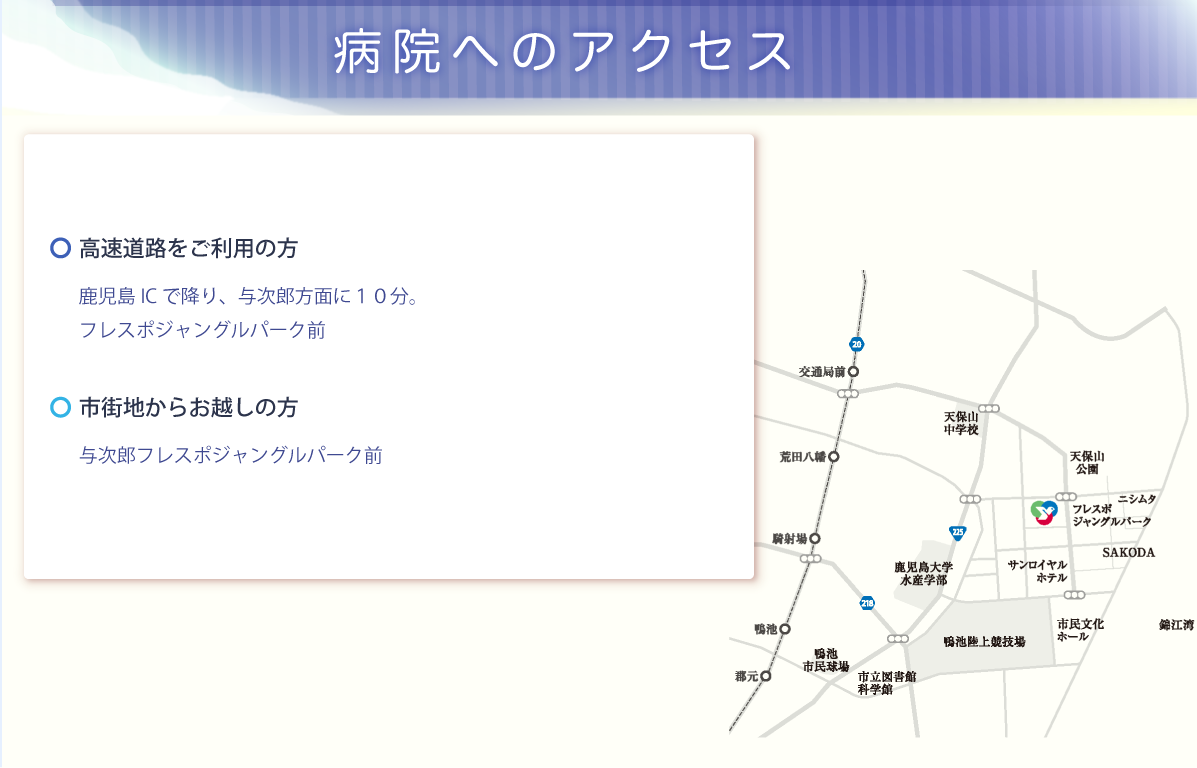 病院へのアクセス
高速道路をご利用の方
鹿児島 IC で降り、与次郎方面に１０分。
フレスポジャングルパーク前
市街地からお越しの方
与次郎フレスポジャングルパーク前
20
交通局前
天保山
中学校
荒田八幡
天保山
公園
ニシムタ
フレスポ
ジャングルパーク
225
騎射場
SAKODA
鹿児島大学
水産学部
サンロイヤル
ホテル
218
鴨池
市民文化
ホール
錦江湾
鴨池陸上競技場
鴨池
市民球場
郡元
市立図書館
科学館